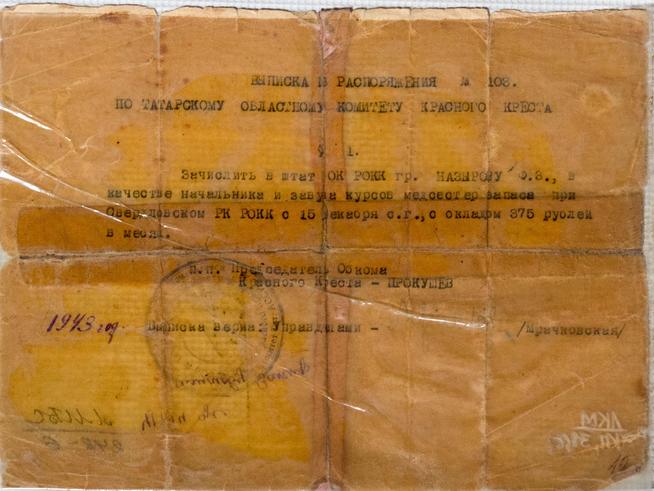 ВЫПИСКА ИЗ РАСПОРЯЖЕНИЯ № 108.
ПО ТАТАРСКОМУ ОБЛАСТНОМУ КОМИТЕТУ КРАСНОГО КРЕСТА
§ 1.
Зачислить в штат ОК РОКК гр. НАЗЫРОВУ Ф.З., в
качестве начальника и завуча курсов медсестер запаса при
Свердловском РК РОКК с 15 декабря с.г., с окладом 375 рублей
в месяц.
п.п. Председатель Обкома
Красного Креста - ПРОКУШЕВ
1943 год. Выписка верна: Управделами - /Мрачковская/